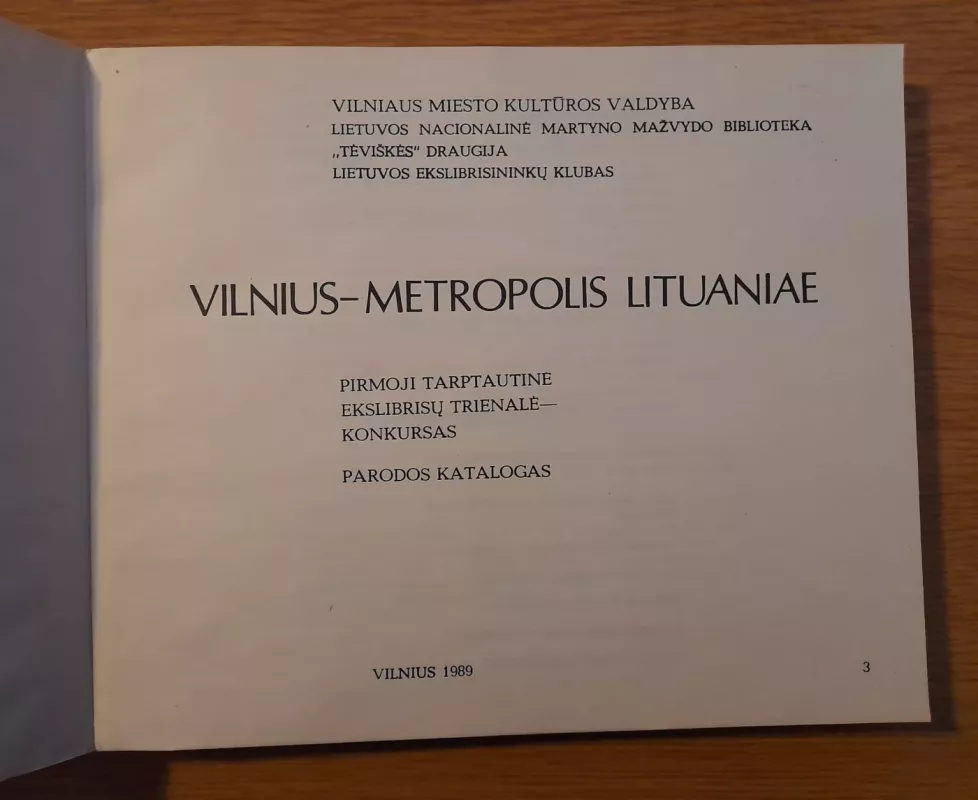 VILNIAUS MIESTO KULTŪROS VALDYBA
LIETUVOS NACIONALINĖ MARTYNO MAŽVYDO BIBLIOTEKA
„TĖVIŠKĖS" DRAUGIJA
LIETUVOS EKSLIBRISININKŲ KLUBAS
VILNIUS–METROPOLIS LITUANIAE
PIRMOJI TARPTAUTINĖ
EKSLIBRISŲ TRIENALĖ—
KONKURSAS
PARODOS KATALOGAS
VILNIUS 1989
3